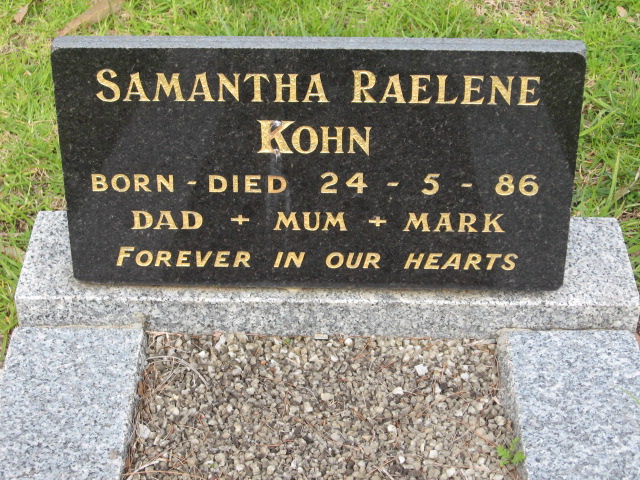 SAMANTHA RAELENE
KOHN
BORN - DIED 24 - 5 - 86
DAD + MUM + MARK
FOREVER IN OUR HEARTS